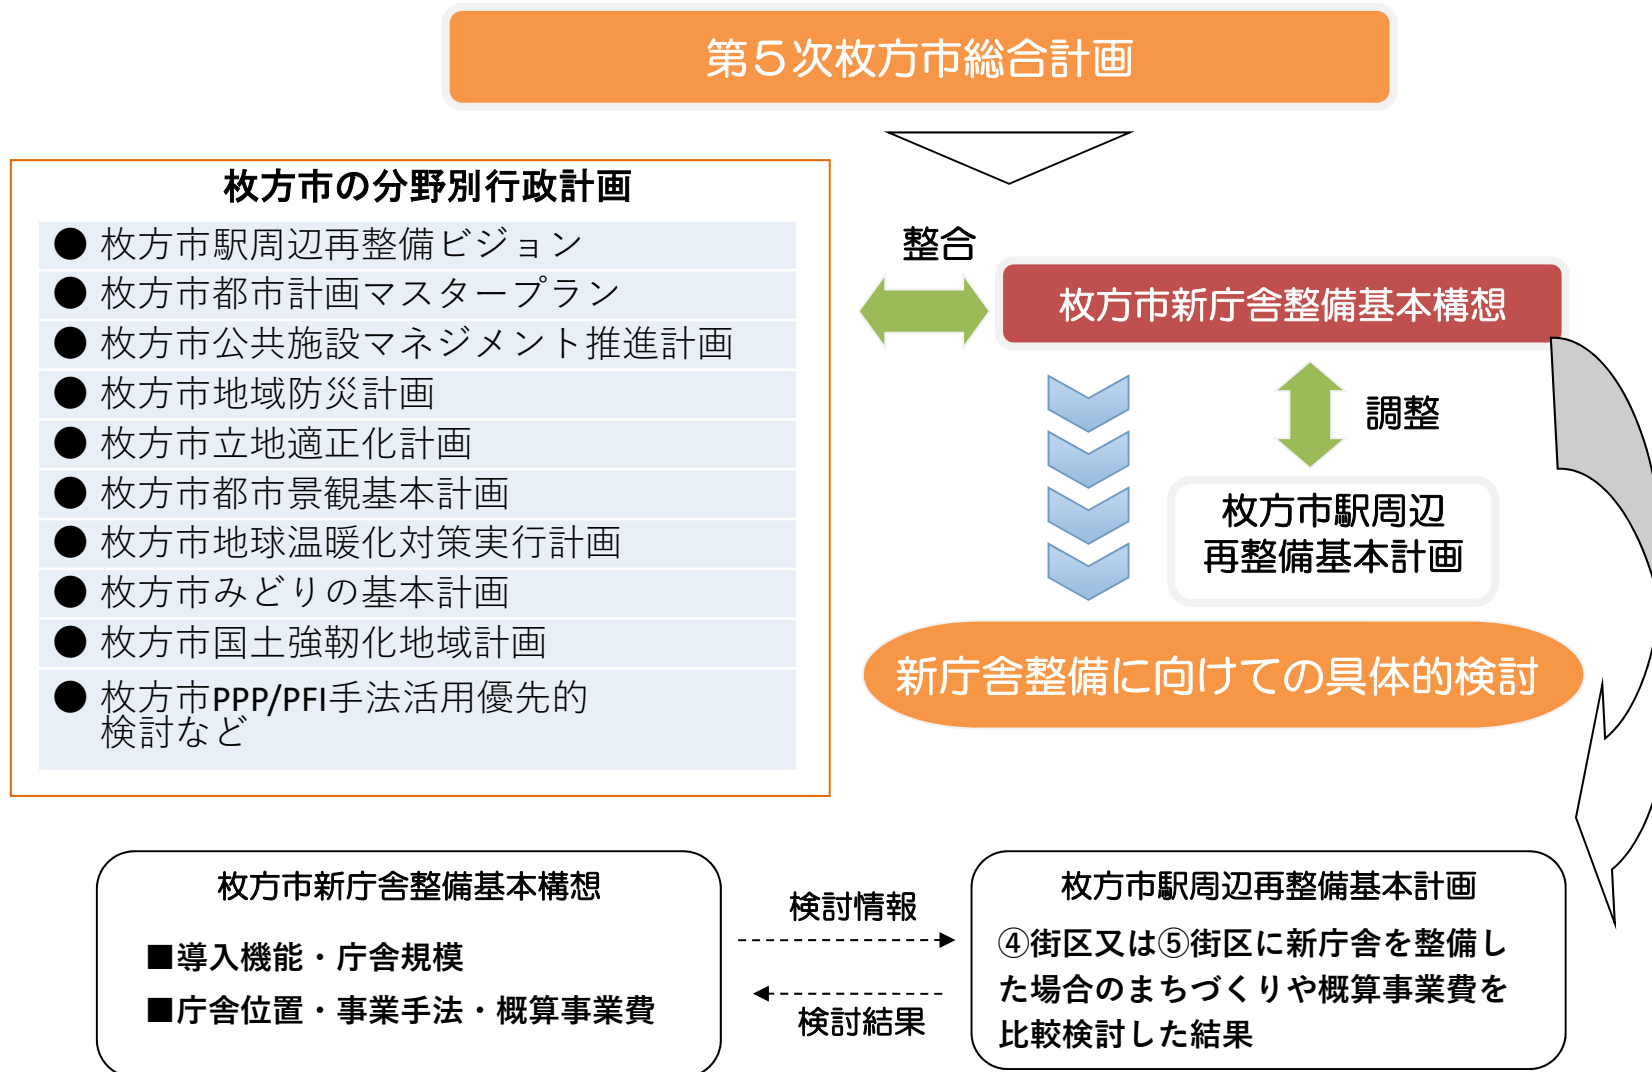 第５次枚方市総合計画
枚方市の分野別行政計画
● 枚方市駅周辺再整備ビジョン
● 枚方市都市計画マスタープラン
● 枚方市公共施設マネジメント推進計画
● 枚方市地域防災計画
● 枚方市立地適正化計画
● 枚方市都市景観基本計画
● 枚方市地球温暖化対策実行計画
● 枚方市みどりの基本計画
● 枚方市国土強靭化地域計画
● 枚方市PPP/PFI手法活用優先的
検討など
整合
枚方市新庁舎整備基本構想
調整
枚方市駅周辺
再整備基本計画
新庁舎整備に向けての具体的検討
枚方市新庁舎整備基本構想
■導入機能・庁舎規模
■庁舎位置・事業手法・概算事業費
検討情報
検討結果
枚方市駅周辺再整備基本計画
④街区又は⑤街区に新庁舎を整備し
た場合のまちづくりや概算事業費を
比較検討した結果